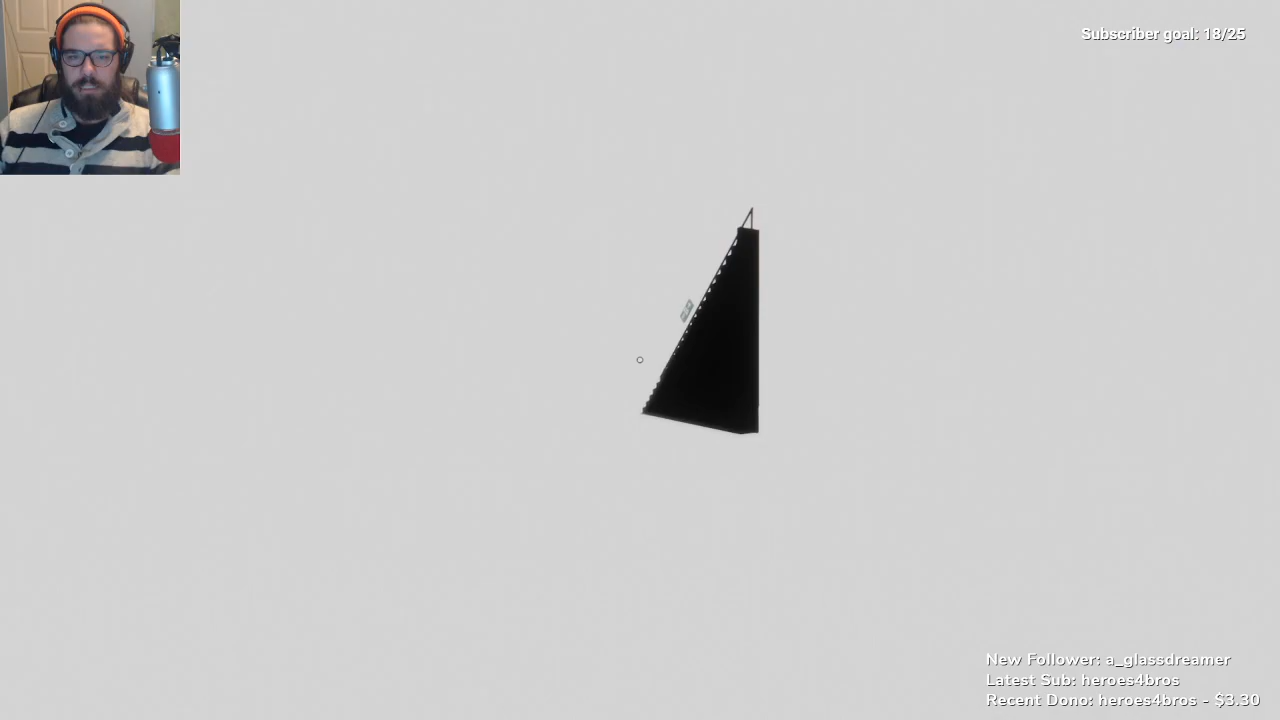 Subscriber goal: 18/25
New Follower: a_glassdreamer
Latest Sub: heroes4bros
Recent Dono: heroes4bros - $3.30